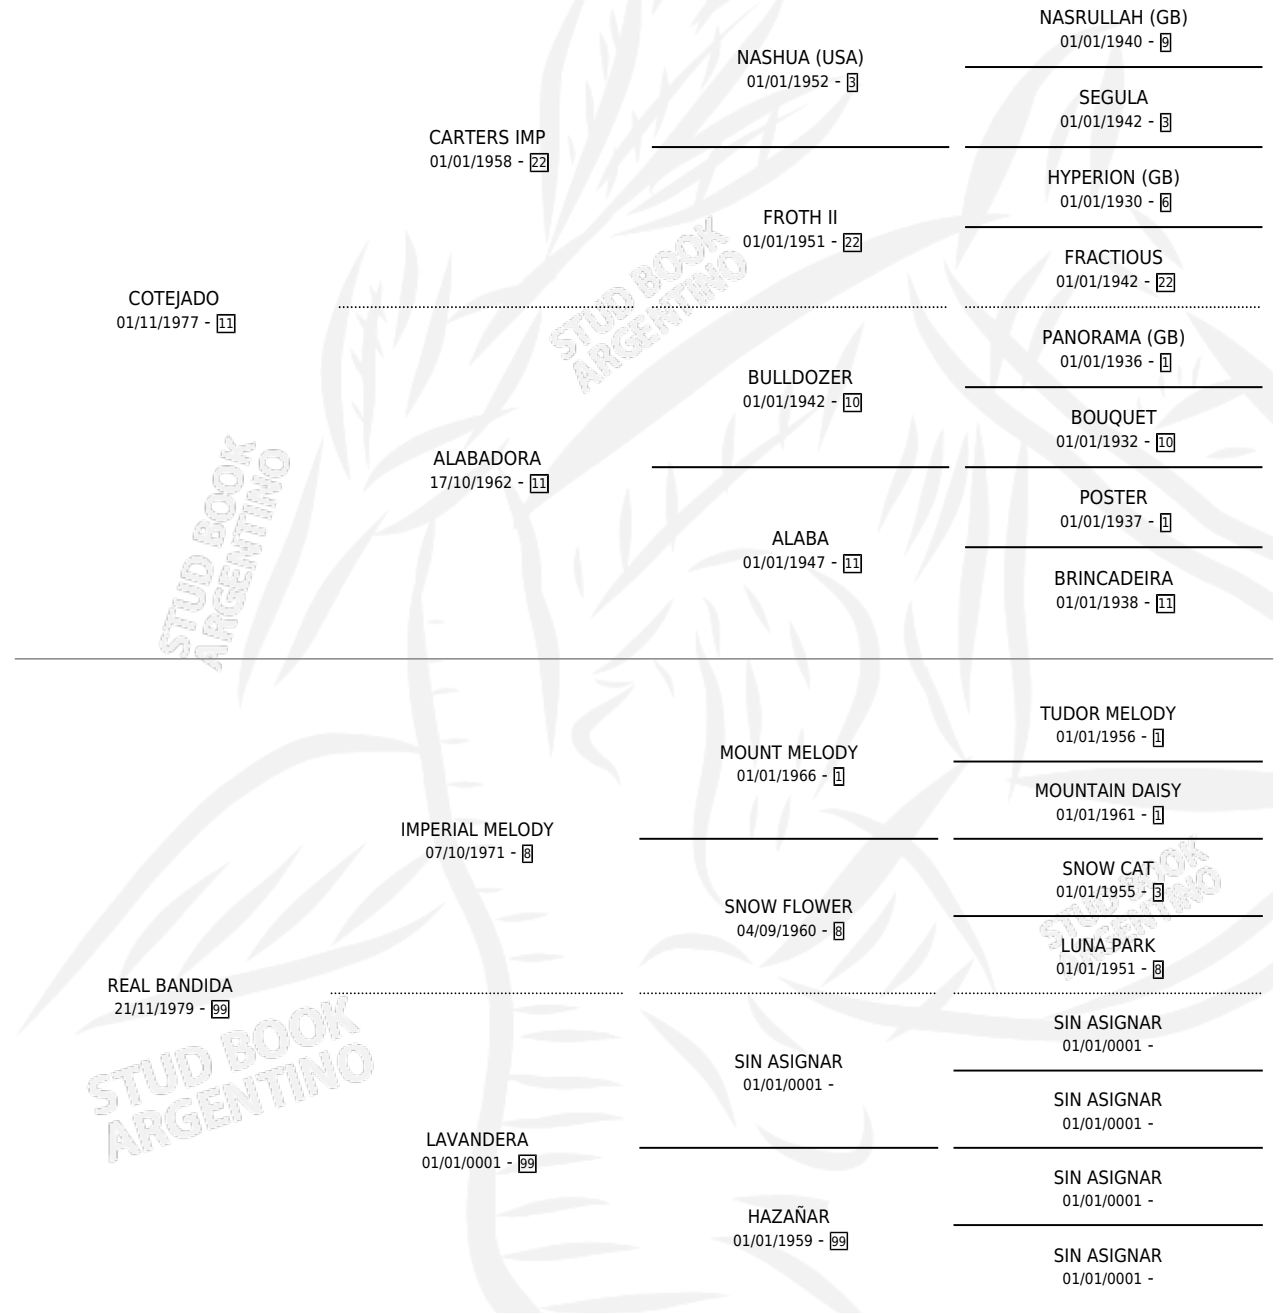 NASRULLAH (GB)
01/01/1940 - 9
NASHUA (USA)
01/01/1952 - 3
SEGULA
01/01/1942 - 3
CARTERS IMP
01/01/1958 - 22
HYPERION (GB)
01/01/1930 - 6
FROTH II
01/01/1951 - 22
FRACTIOUS
01/01/1942 - 22
COTEJADO
01/11/1977 - 11
STUD BOOK
ARGENTINO
PANORAMA (GB)
01/01/1936 - 1
BULLDOZER
01/01/1942 - 10
BOUQUET
01/01/1932 - 10
ALABADORA
17/10/1962 - 11
POSTER
01/01/1937 - 1
ALABA
01/01/1947 - 11
BRINCADEIRA
01/01/1938 - 11
STUD BOOK
ARGENTINO
TUDOR MELODY
01/01/1956 - 1
MOUNT MELODY
01/01/1966 - 1
MOUNTAIN DAISY
01/01/1961 - 1
IMPERIAL MELODY
07/10/1971 - 8
SNOW CAT
01/01/1955 - 3
SNOW FLOWER
04/09/1960 - 8
STUD BOOK
ARGENTINO
LUNA PARK
01/01/1951 - 8
REAL BANDIDA
21/11/1979 - 99
STUD BOOK
ARGENTINO
SIN ASIGNAR
01/01/0001 -
SIN ASIGNAR
01/01/0001 -
SIN ASIGNAR
01/01/0001 -
LAVANDERA
01/01/0001 - 99
SIN ASIGNAR
01/01/0001 -
HAZAÑAR
01/01/1959 - 99
SIN ASIGNAR
01/01/0001 -